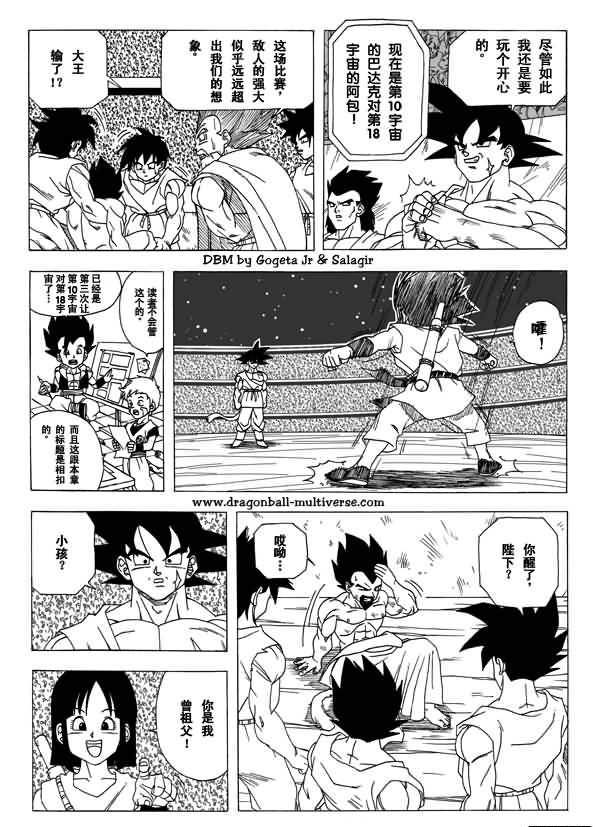 尽管如此
我还是要
玩个开心
的。
现在是第10宇宙
的巴达克对第18
宇宙的阿包！
这场比赛，
敌人的强大
似乎远远超
出我们的想
象。
大王
输了!？
DBM by Gogeta Jr & Salagir
读者不会管
这个的。
已经是
第三次让
第10宇宙
对第18宇
宙了…
而且这跟本章
的标题是相扣
的。
www.dragonball-multiverse.com
小孩？
你是我
曾祖父！
你醒了，
陛下？
哎呦…